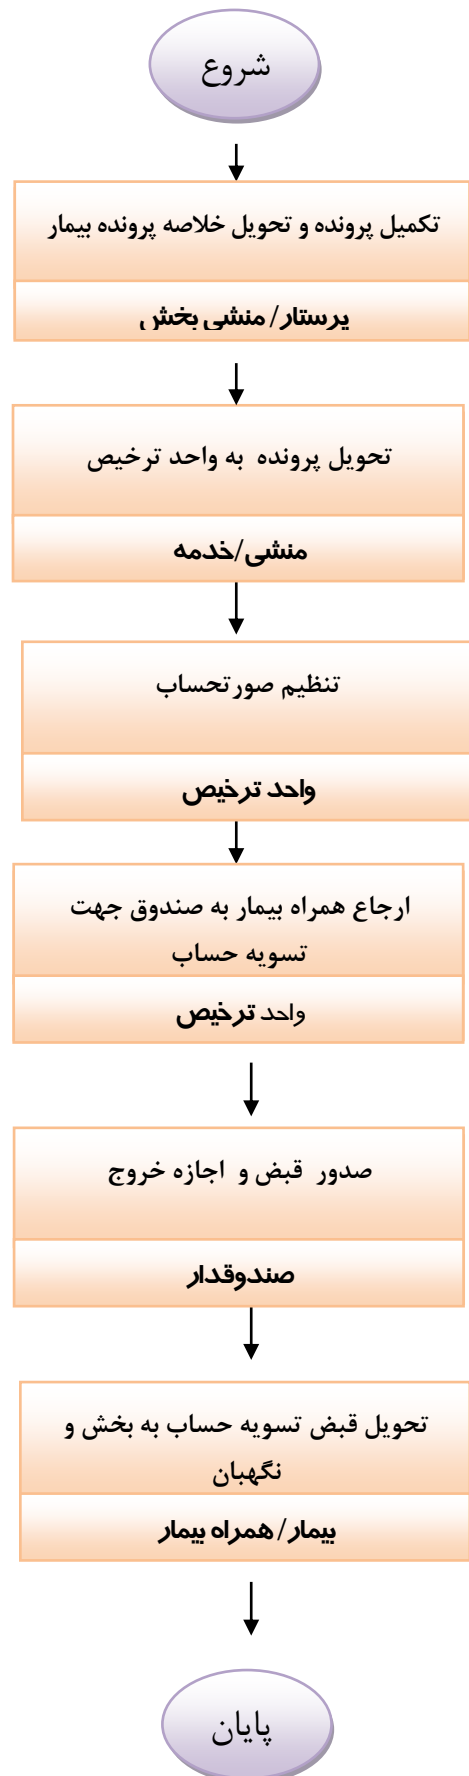 شروع
تکمیل پرونده و تحویل خلاصه پرونده بیمار
پرستار/ منشی بخش
تحویل پرونده به واحد ترخیص
منشی/خدمه
تنظیم صورتحساب
واحد ترخیص
ارجاع همراه بیمار به صندوق جهت
تسویه حساب
واحد ترخیص
صدور قبض و اجازه خروج
صندوقدار
تحویل قبض تسویه حساب به بخش و
نگهبان
بیمار/ همراه بیمار
پایان